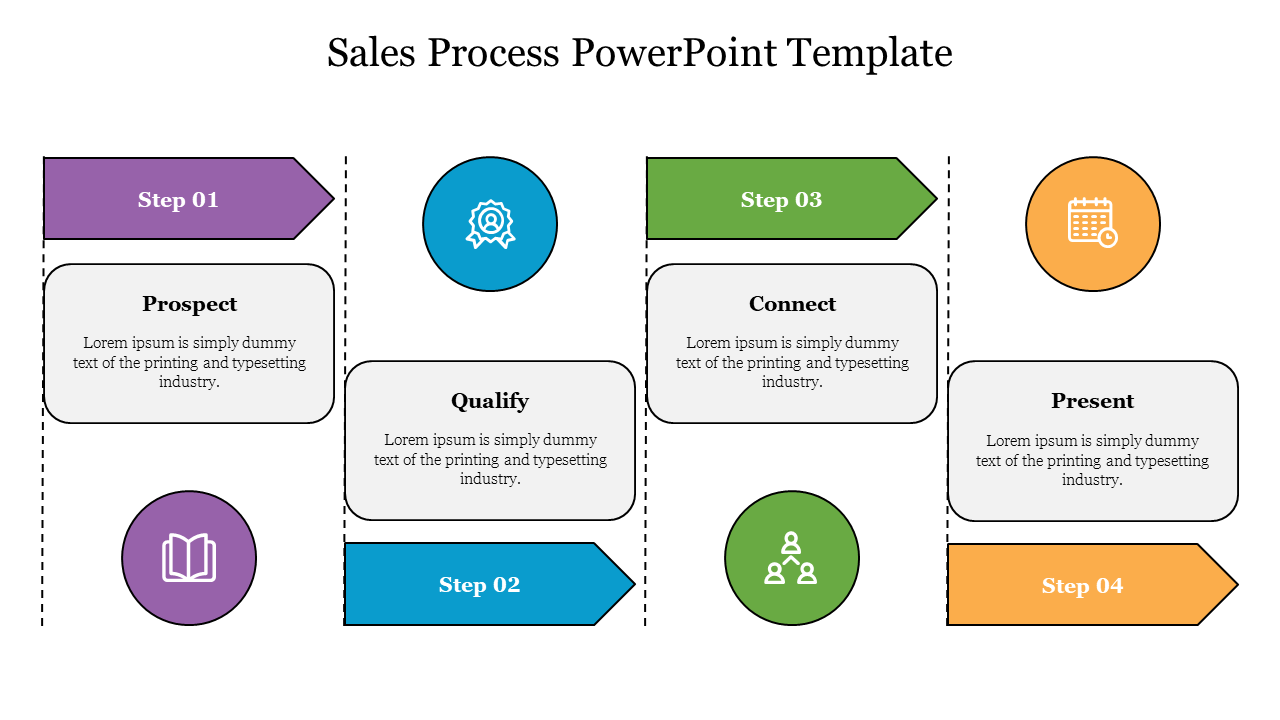 Sales Process PowerPoint Template
Step 01
Prospect
Lorem ipsum is simply dummy
text of the printing and typesetting
industry.
Qualify
Lorem ipsum is simply dummy
text of the printing and typesetting
industry.
Step 02
Step 03
Connect
Lorem ipsum is simply dummy
text of the printing and typesetting
industry.
Present
Lorem ipsum is simply dummy
text of the printing and typesetting
industry.
Step 04